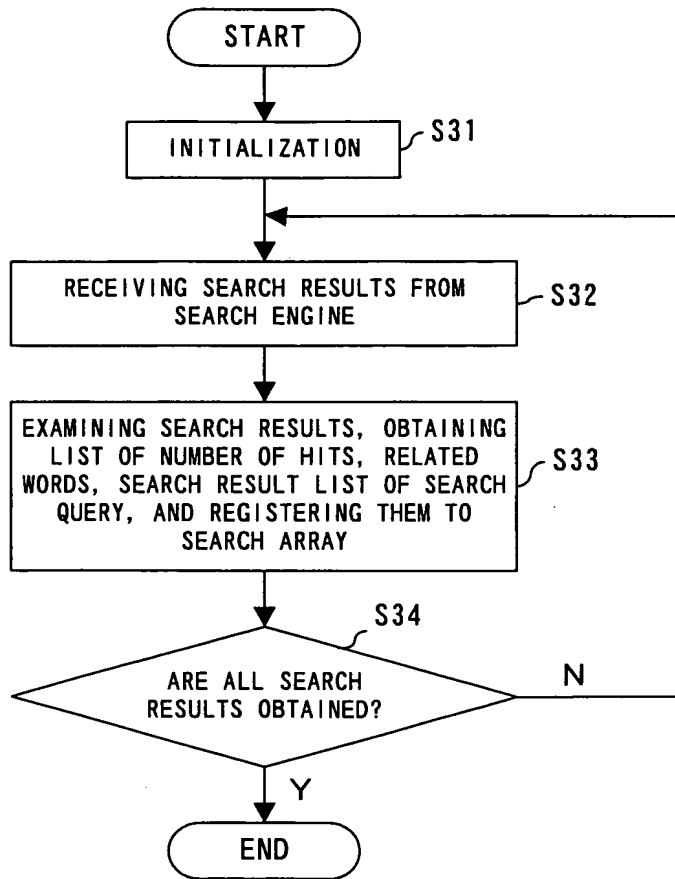 START
INITIALIZATION
S31
RECEIVING SEARCH RESULTS FROM
SEARCH ENGINE
S32
EXAMINING SEARCH RESULTS, OBTAINING
LIST OF NUMBER OF HITS, RELATED
WORDS, SEARCH RESULT LIST OF SEARCH
QUERY, AND REGISTERING THEM TO
SEARCH ARRAY
S33
S34
ARE ALL SEARCH
RESULTS OBTAINED?
N
Y
END